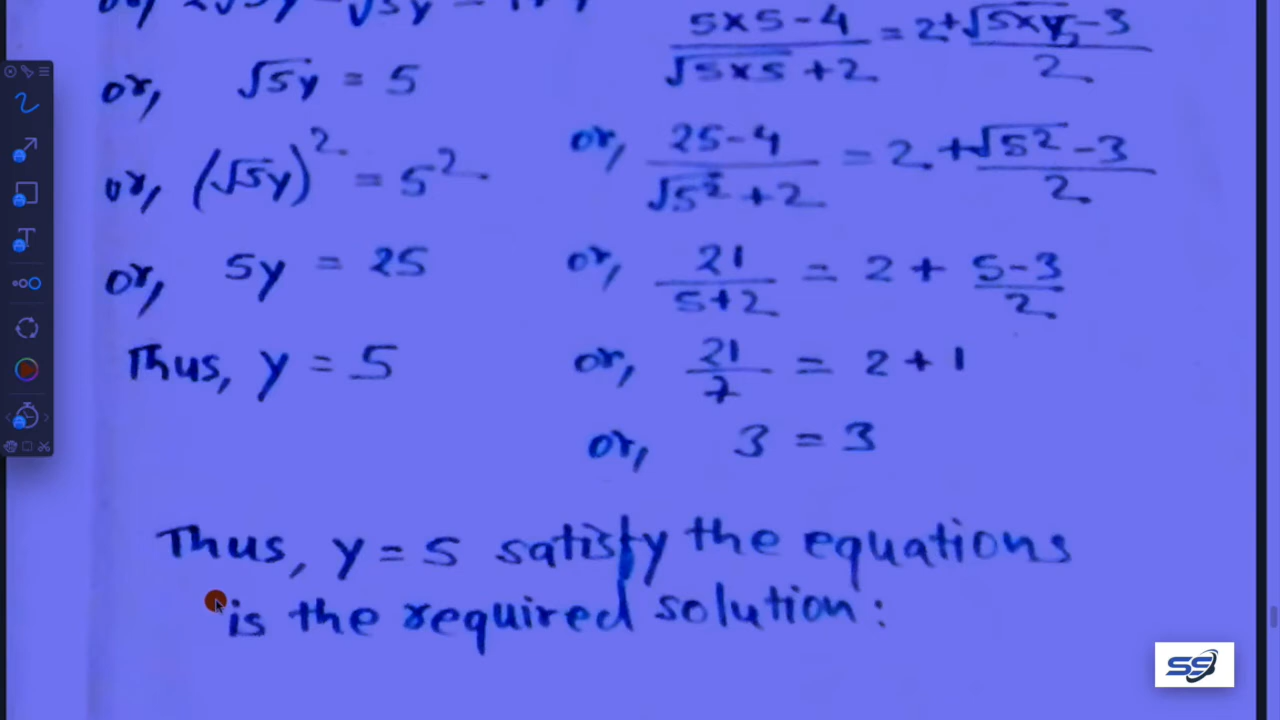 or, √5y = 5
or, (√5y)² = 5²
or, 5y = 25
Thus, y = 5
(5×5-4)/(√5×5 +2) = 2+(√5×y,5-3)/2
or, (25-4)/(√5² +2) = 2+(√5²-3)/2
or, 21/(5+2) = 2 + (5-3)/2
or, 21/7 = 2 + 1
or, 3 = 3
Thus, y = 5 satisfy the equations
is the required solution:
SS